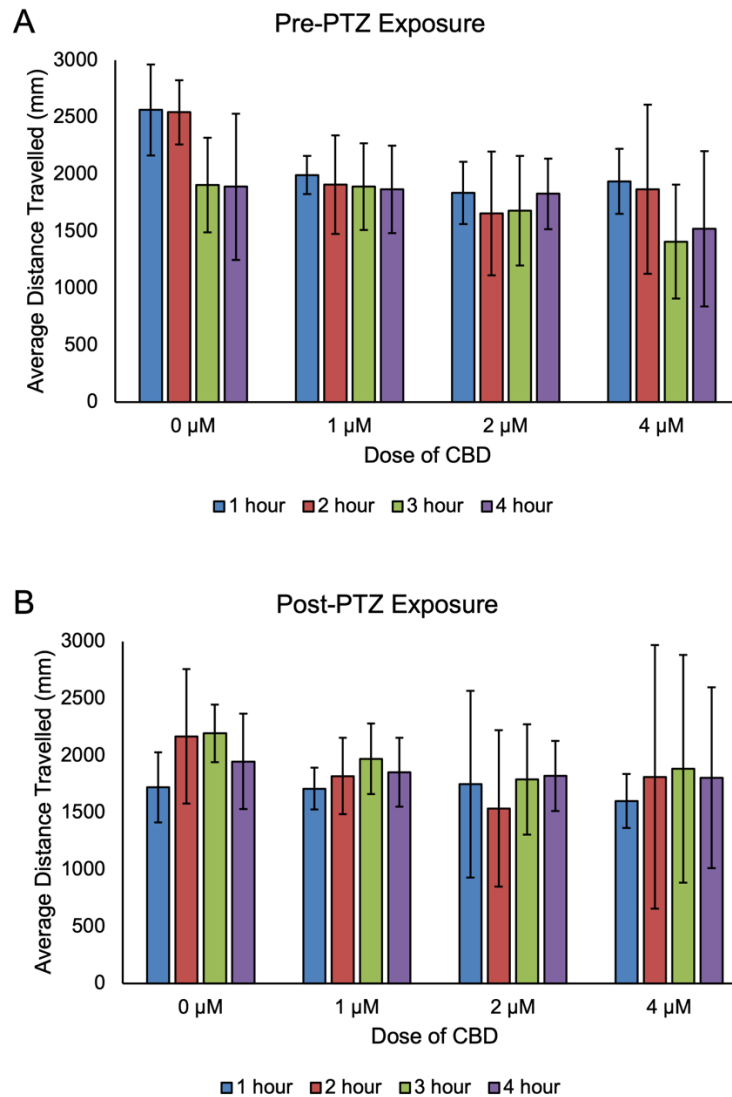 A
Pre-PTZ Exposure
Average Distance Travelled (mm)
3000
2500
2000
1500
1000
500
0
0 µM 1 µM 2 µM 4 µM
Dose of CBD
1 hour 2 hour 3 hour 4 hour
B
Post-PTZ Exposure
Average Distance Travelled (mm)
3000
2500
2000
1500
1000
500
0
0 µM 1 µM 2 µM 4 µM
Dose of CBD
1 hour 2 hour 3 hour 4 hour